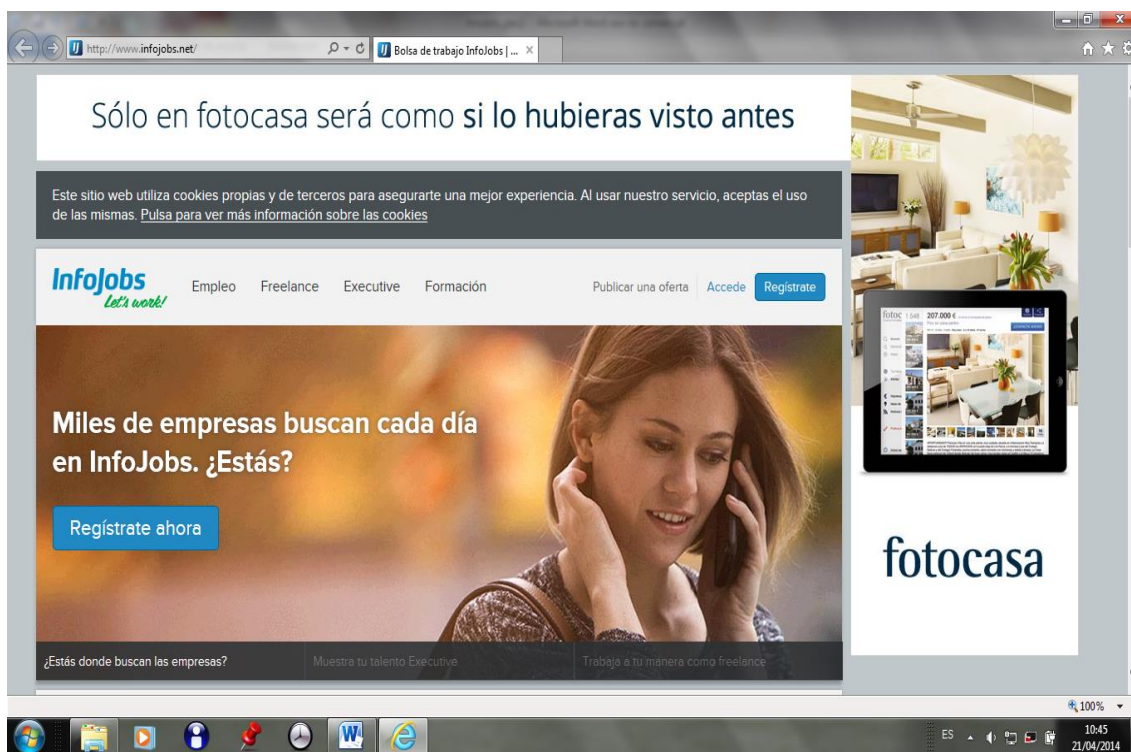 http://www.infojobs.net/
Bolsa de trabajo InfoJobs | ...
Sólo en fotocasa será como si lo hubieras visto antes
Este sitio web utiliza cookies propias y de terceros para asegurarte una mejor experiencia. Al usar nuestro servicio, aceptas el uso
de las mismas. Pulsa para ver más información sobre las cookies
InfoJobs
Let's work!
Empleo Freelance Executive Formación Publicar una oferta Accede Regístrate
Miles de empresas buscan cada día
en InfoJobs. ¿Estás?
Regístrate ahora
¿Estás donde buscan las empresas? Muestra tu talento Executive Trabaja a tu manera como freelance
fotoc 1.548 207.000 €
fotocasa
100%
ES 10:45
21/04/2014